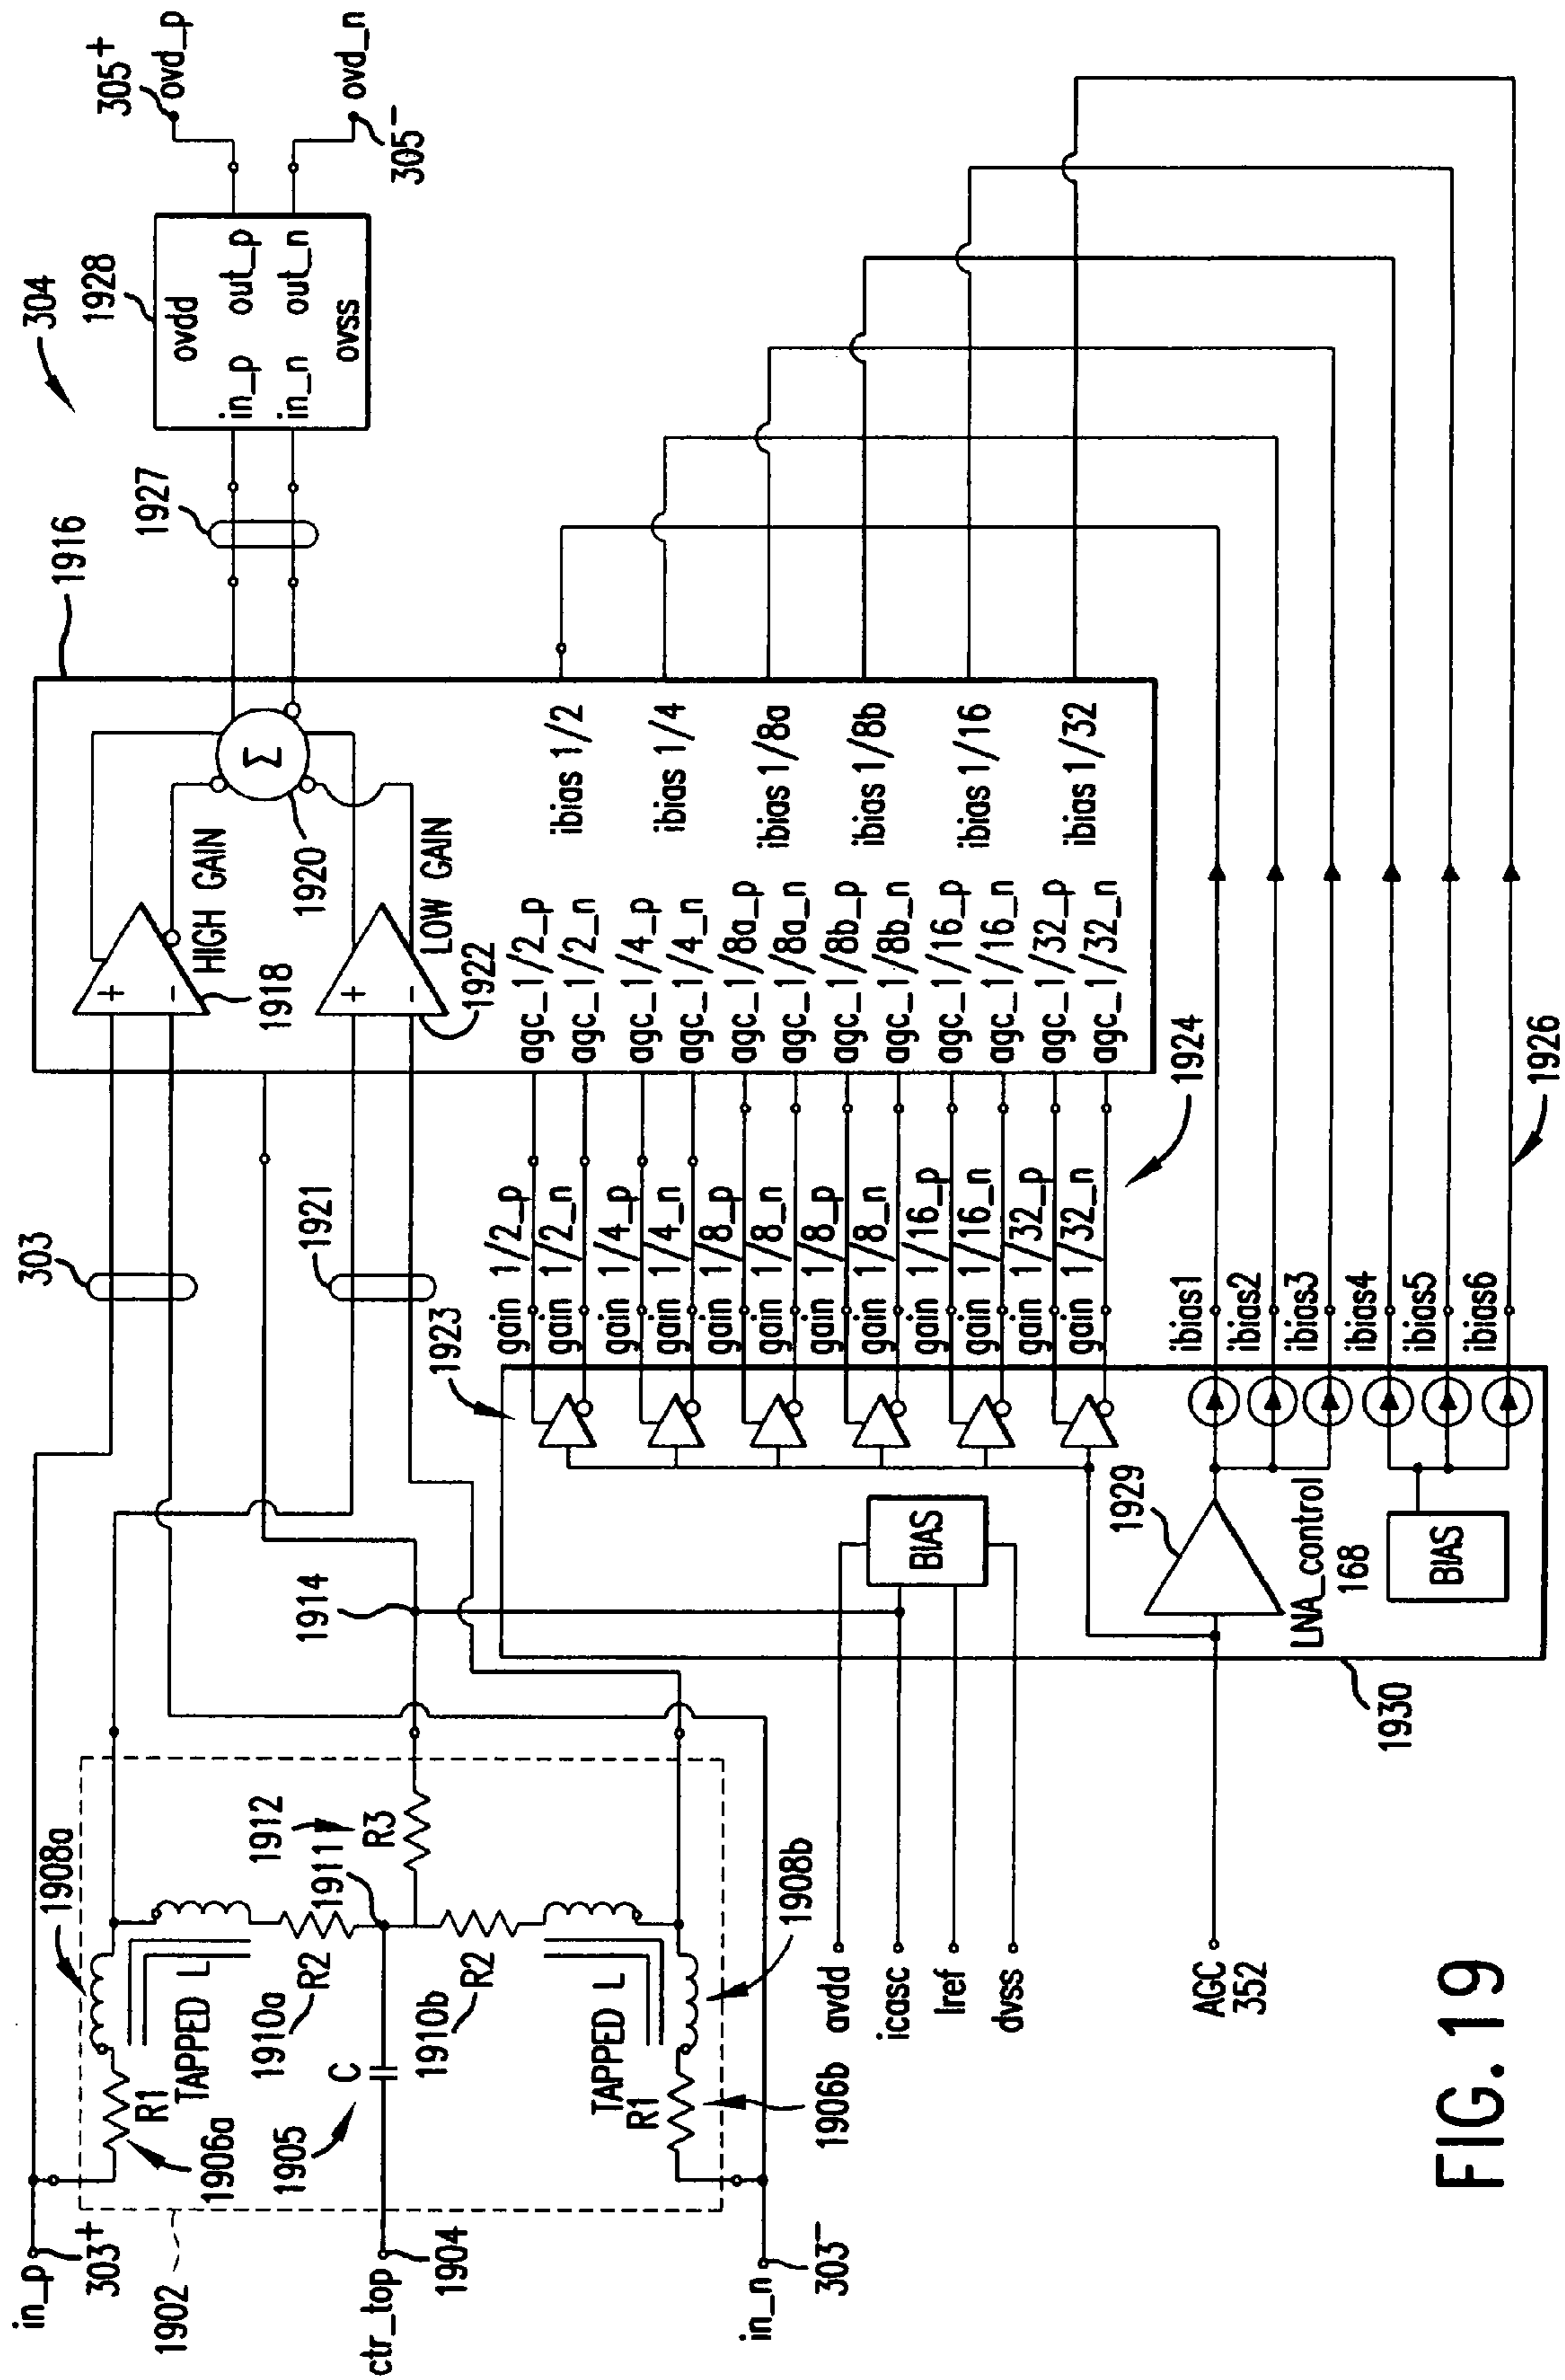 304
in_p
303+
1902
1906a
R1
1908a
TAPPED L
1910a
R2
C
1905
ctr_top
1904
1911
1912
R3
1910b
R2
TAPPED L
R1
1906b
1908b
in_n
303-
303
1921
1914
1916
HIGH GAIN
1918
+
-
Σ
1920
LOW GAIN
1922
+
-
1927
1928
ovdd
in_p out_p
in_n out_n
ovss
305+
ovd_p
ovd_n
305-
1923
gain 1/2_p
gain 1/2_n
gain 1/4_p
gain 1/4_n
gain 1/8_p
gain 1/8_n
gain 1/8_p
gain 1/8_n
gain 1/16_p
gain 1/16_n
gain 1/32_p
gain 1/32_n
1924
agc_1/2_p
agc_1/2_n
agc_1/4_p
agc_1/4_n
agc_1/8a_p
agc_1/8a_n
agc_1/8b_p
agc_1/8b_n
agc_1/16_p
agc_1/16_n
agc_1/32_p
agc_1/32_n
ibias 1/2
ibias 1/4
ibias 1/8a
ibias 1/8b
ibias 1/16
ibias 1/32
avdd
icasc
Iref
dvss
BIAS
AGC
352
1929
LNA_control
168
BIAS
1930
ibias1
ibias2
ibias3
ibias4
ibias5
ibias6
1926
FIG.19